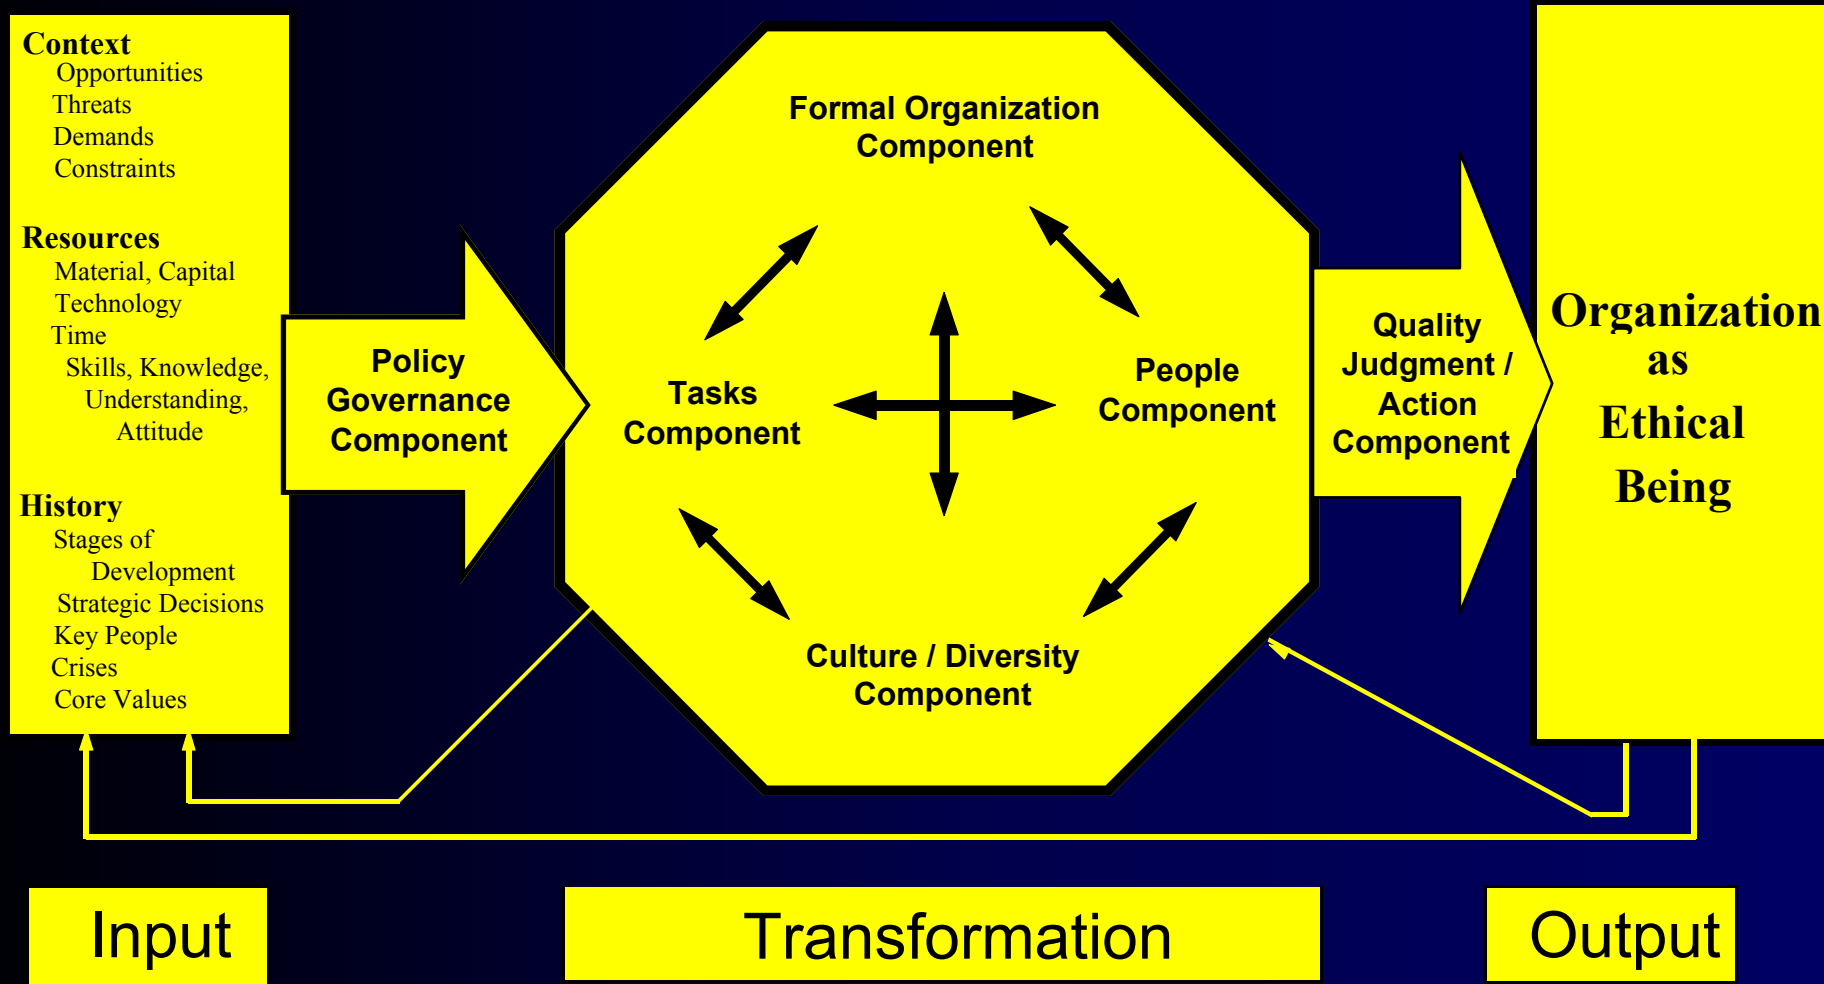 Context
Opportunities
Threats
Demands
Constraints
Resources
Material, Capital
Technology
Time
Skills, Knowledge,
Understanding,
Attitude
History
Stages of
Development
Strategic Decisions
Key People
Crises
Core Values
Policy
Governance
Component
Formal Organization
Component
Tasks
Component
People
Component
Culture / Diversity
Component
Quality
Judgment /
Action
Component
Organization
as
Ethical
Being
Input
Transformation
Output